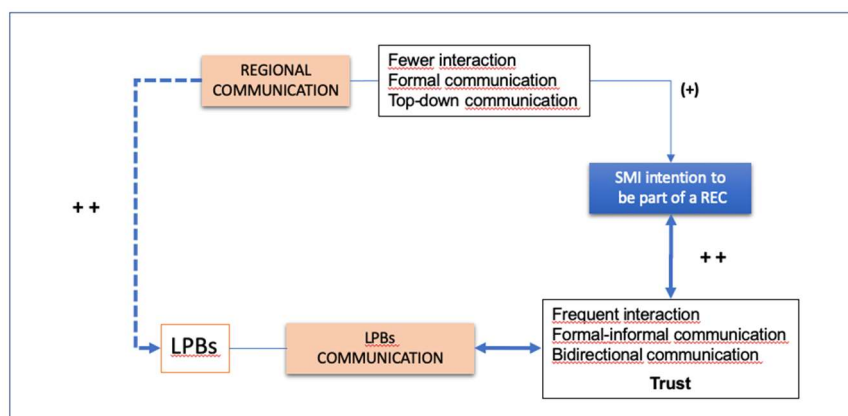 REGIONAL
COMMUNICATION
Fewer interaction
Formal communication
Top-down communication
(+)
SMI intention to
be part of a REC
+ +
+ +
Frequent interaction
Formal-informal communication
Bidirectional communication
Trust
LPBs
LPBs
COMMUNICATION